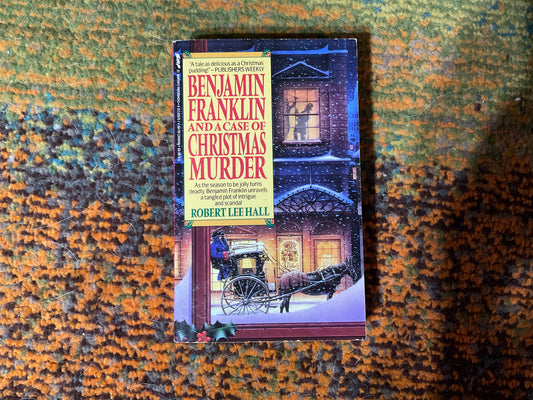 "A tale as delicious as a Christmas
pudding!"—PUBLISHERS WEEKLY
BENJAMIN
FRANKLIN
AND A CASE OF
CHRISTMAS
MURDER
As the season to be jolly turns
deadly, Benjamin Franklin unravels
a tangled plot of intrigue
and scandal
ROBERT LEE HALL